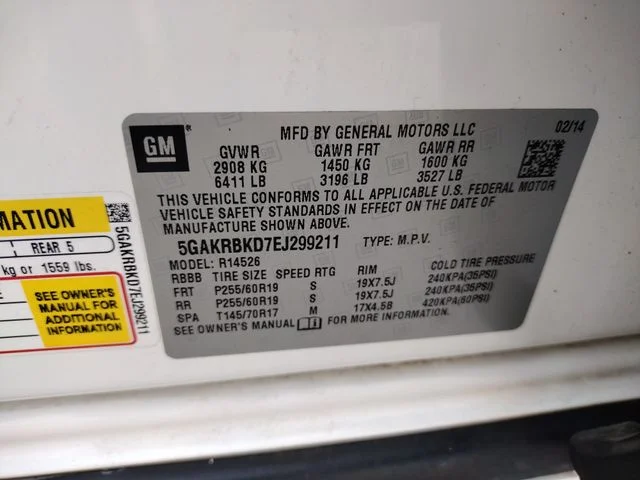 GM
MFD BY GENERAL MOTORS LLC 02/14
GVWR GAWR FRT GAWR RR
2908 KG 1450 KG 1600 KG
6411 LB 3196 LB 3527 LB
THIS VEHICLE CONFORMS TO ALL APPLICABLE U.S. FEDERAL MOTOR
VEHICLE SAFETY STANDARDS IN EFFECT ON THE DATE OF
MANUFACTURE SHOWN ABOVE.
5GAKRBKD7EJ299211 TYPE: M.P.V.
MODEL: R14526
RBBB TIRE SIZE SPEED RTG RIM COLD TIRE PRESSURE
FRT P255/60R19 S 19X7.5J 240KPA(35PSI)
RR P255/60R19 S 19X7.5J 240KPA(35PSI)
SPA T145/70R17 M 17X4.5B 420KPA(60PSI)
SEE OWNER'S MANUAL FOR MORE INFORMATION.
MATION
REAR 5
kg or 1559 lbs.
SEE OWNER'S
MANUAL FOR
ADDITIONAL
INFORMATION
5GAKRBKD7EJ299211